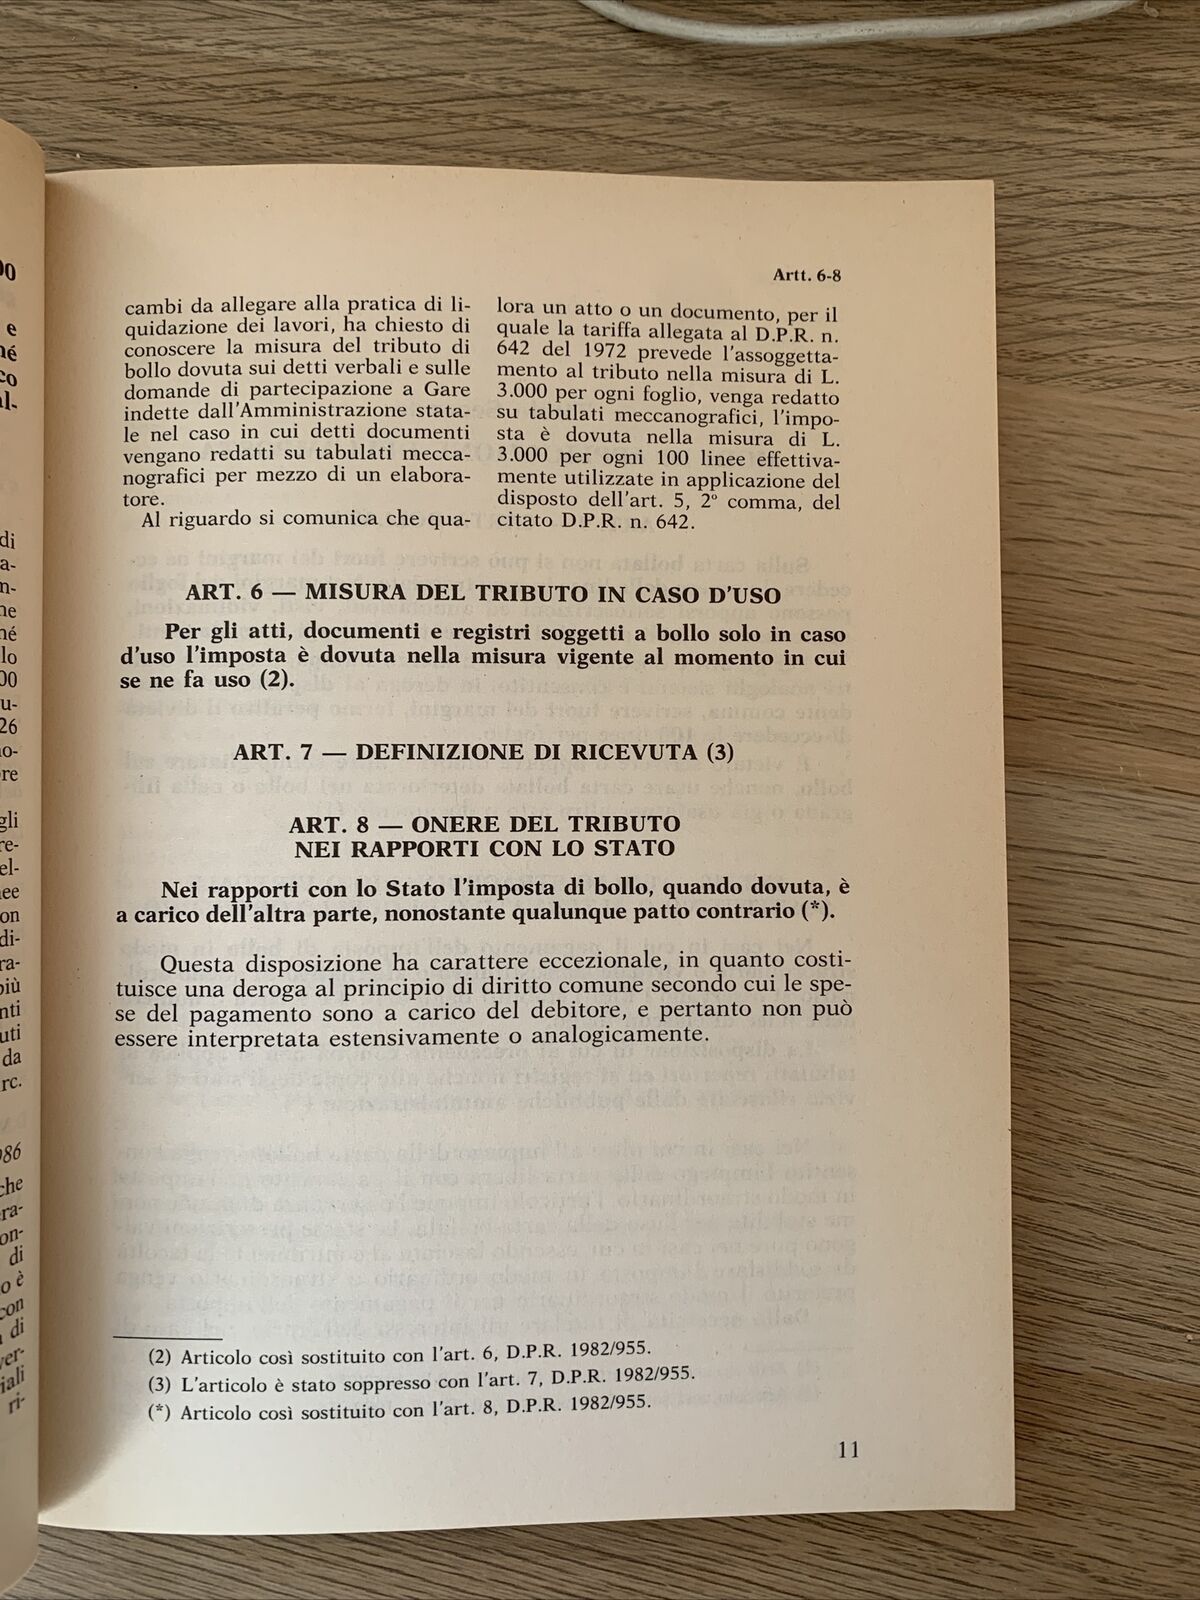 Artt. 6-8
cambi da allegare alla pratica di li-
quidazione dei lavori, ha chiesto di
conoscere la misura del tributo di
bollo dovuta sui detti verbali e sulle
domande di partecipazione a Gare
indette dall'Amministrazione stata-
le nel caso in cui detti documenti
vengano redatti su tabulati mecca-
nografici per mezzo di un elabora-
tore.
Al riguardo si comunica che qua-
lora un atto o un documento, per il
quale la tariffa allegata al D.P.R. n.
642 del 1972 prevede l'assoggetta-
mento al tributo nella misura di L.
3.000 per ogni foglio, venga redatto
su tabulati meccanografici, l'impo-
sta è dovuta nella misura di L.
3.000 per ogni 100 linee effettiva-
mente utilizzate in applicazione del
disposto dell'art. 5, 2° comma, del
citato D.P.R. n. 642.
ART. 6 — MISURA DEL TRIBUTO IN CASO D'USO
Per gli atti, documenti e registri soggetti a bollo solo in caso
d'uso l'imposta è dovuta nella misura vigente al momento in cui
se ne fa uso (2).
ART. 7 — DEFINIZIONE DI RICEVUTA (3)
ART. 8 — ONERE DEL TRIBUTO
NEI RAPPORTI CON LO STATO
Nei rapporti con lo Stato l'imposta di bollo, quando dovuta, è
a carico dell'altra parte, nonostante qualunque patto contrario (*).
Questa disposizione ha carattere eccezionale, in quanto costi-
tuisce una deroga al principio di diritto comune secondo cui le spe-
se del pagamento sono a carico del debitore, e pertanto non può
essere interpretata estensivamente o analogicamente.
(2) Articolo così sostituito con l'art. 6, D.P.R. 1982/955.
(3) L'articolo è stato soppresso con l'art. 7, D.P.R. 1982/955.
(*) Articolo così sostituito con l'art. 8, D.P.R. 1982/955.
11